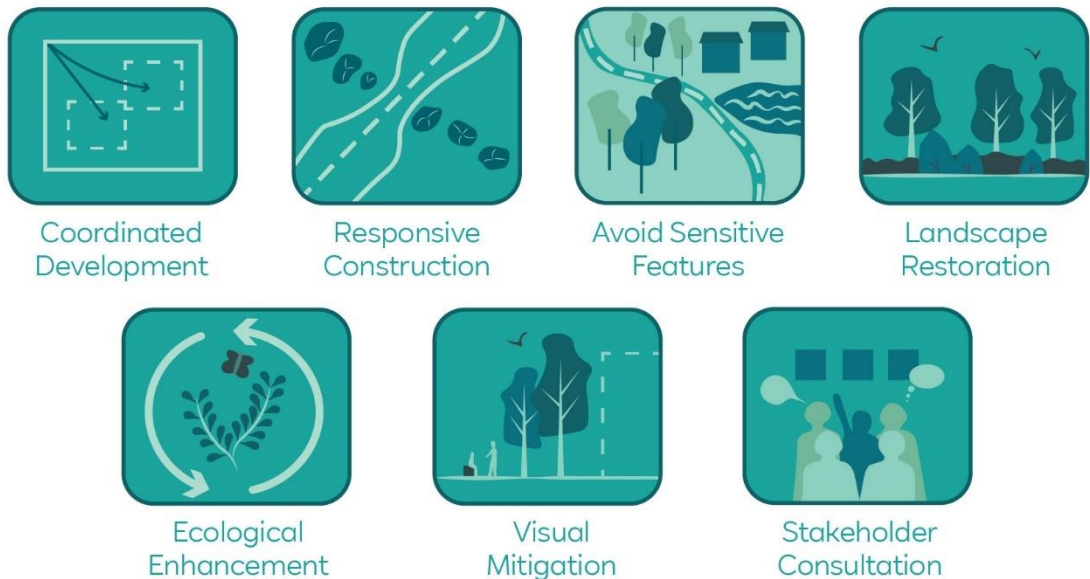 Coordinated
Development
Responsive
Construction
Avoid Sensitive
Features
Landscape
Restoration
Ecological
Enhancement
Visual
Mitigation
Stakeholder
Consultation